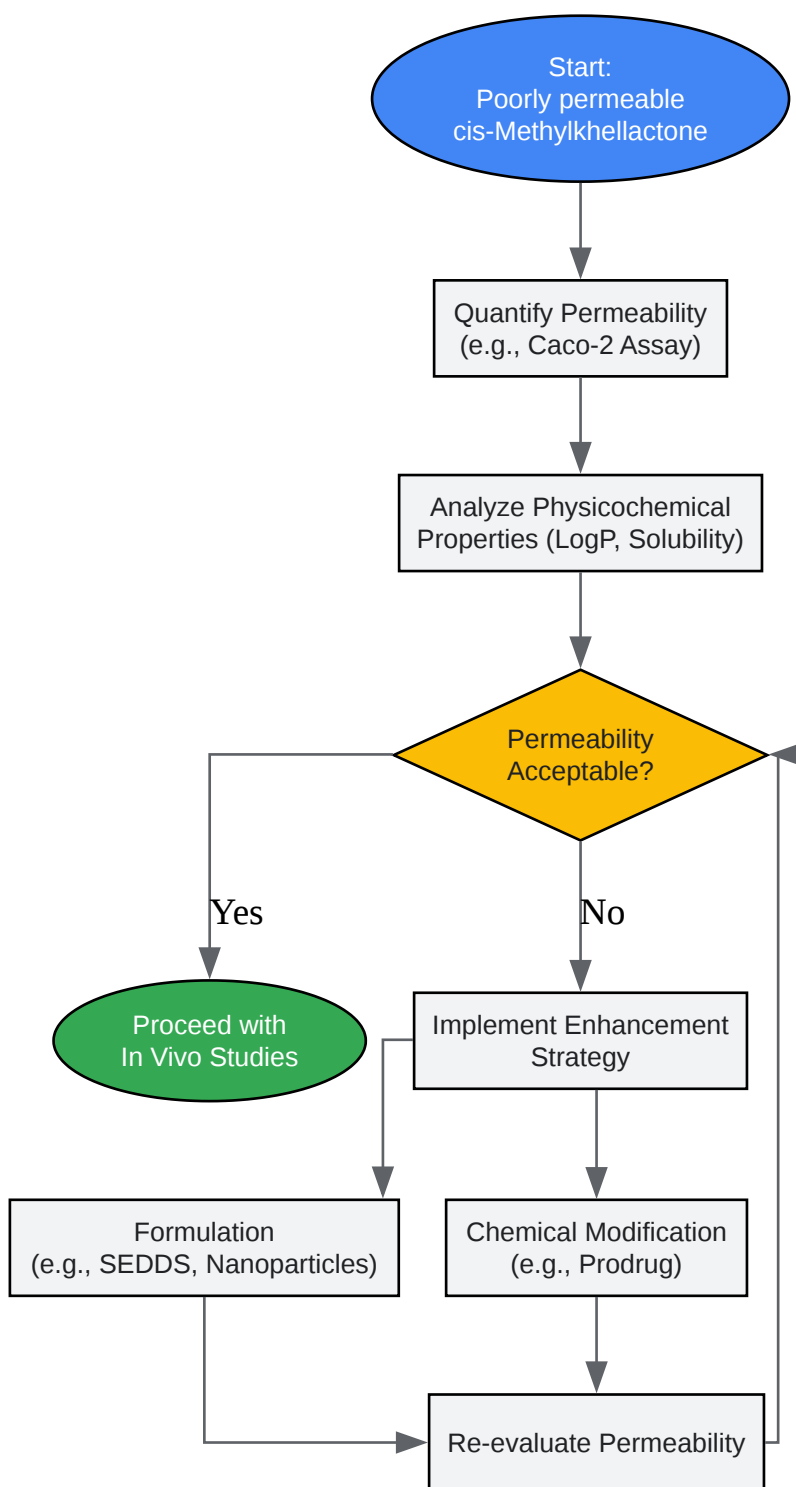 Start:
Poorly permeable
cis-Methylkhellactone
Quantify Permeability
(e.g., Caco-2 Assay)
Analyze Physicochemical
Properties (LogP, Solubility)
Permeability
Acceptable?
Yes
No
Proceed with
In Vivo Studies
Implement Enhancement
Strategy
Formulation
(e.g., SEDDS, Nanoparticles)
Chemical Modification
(e.g., Prodrug)
Re-evaluate Permeability